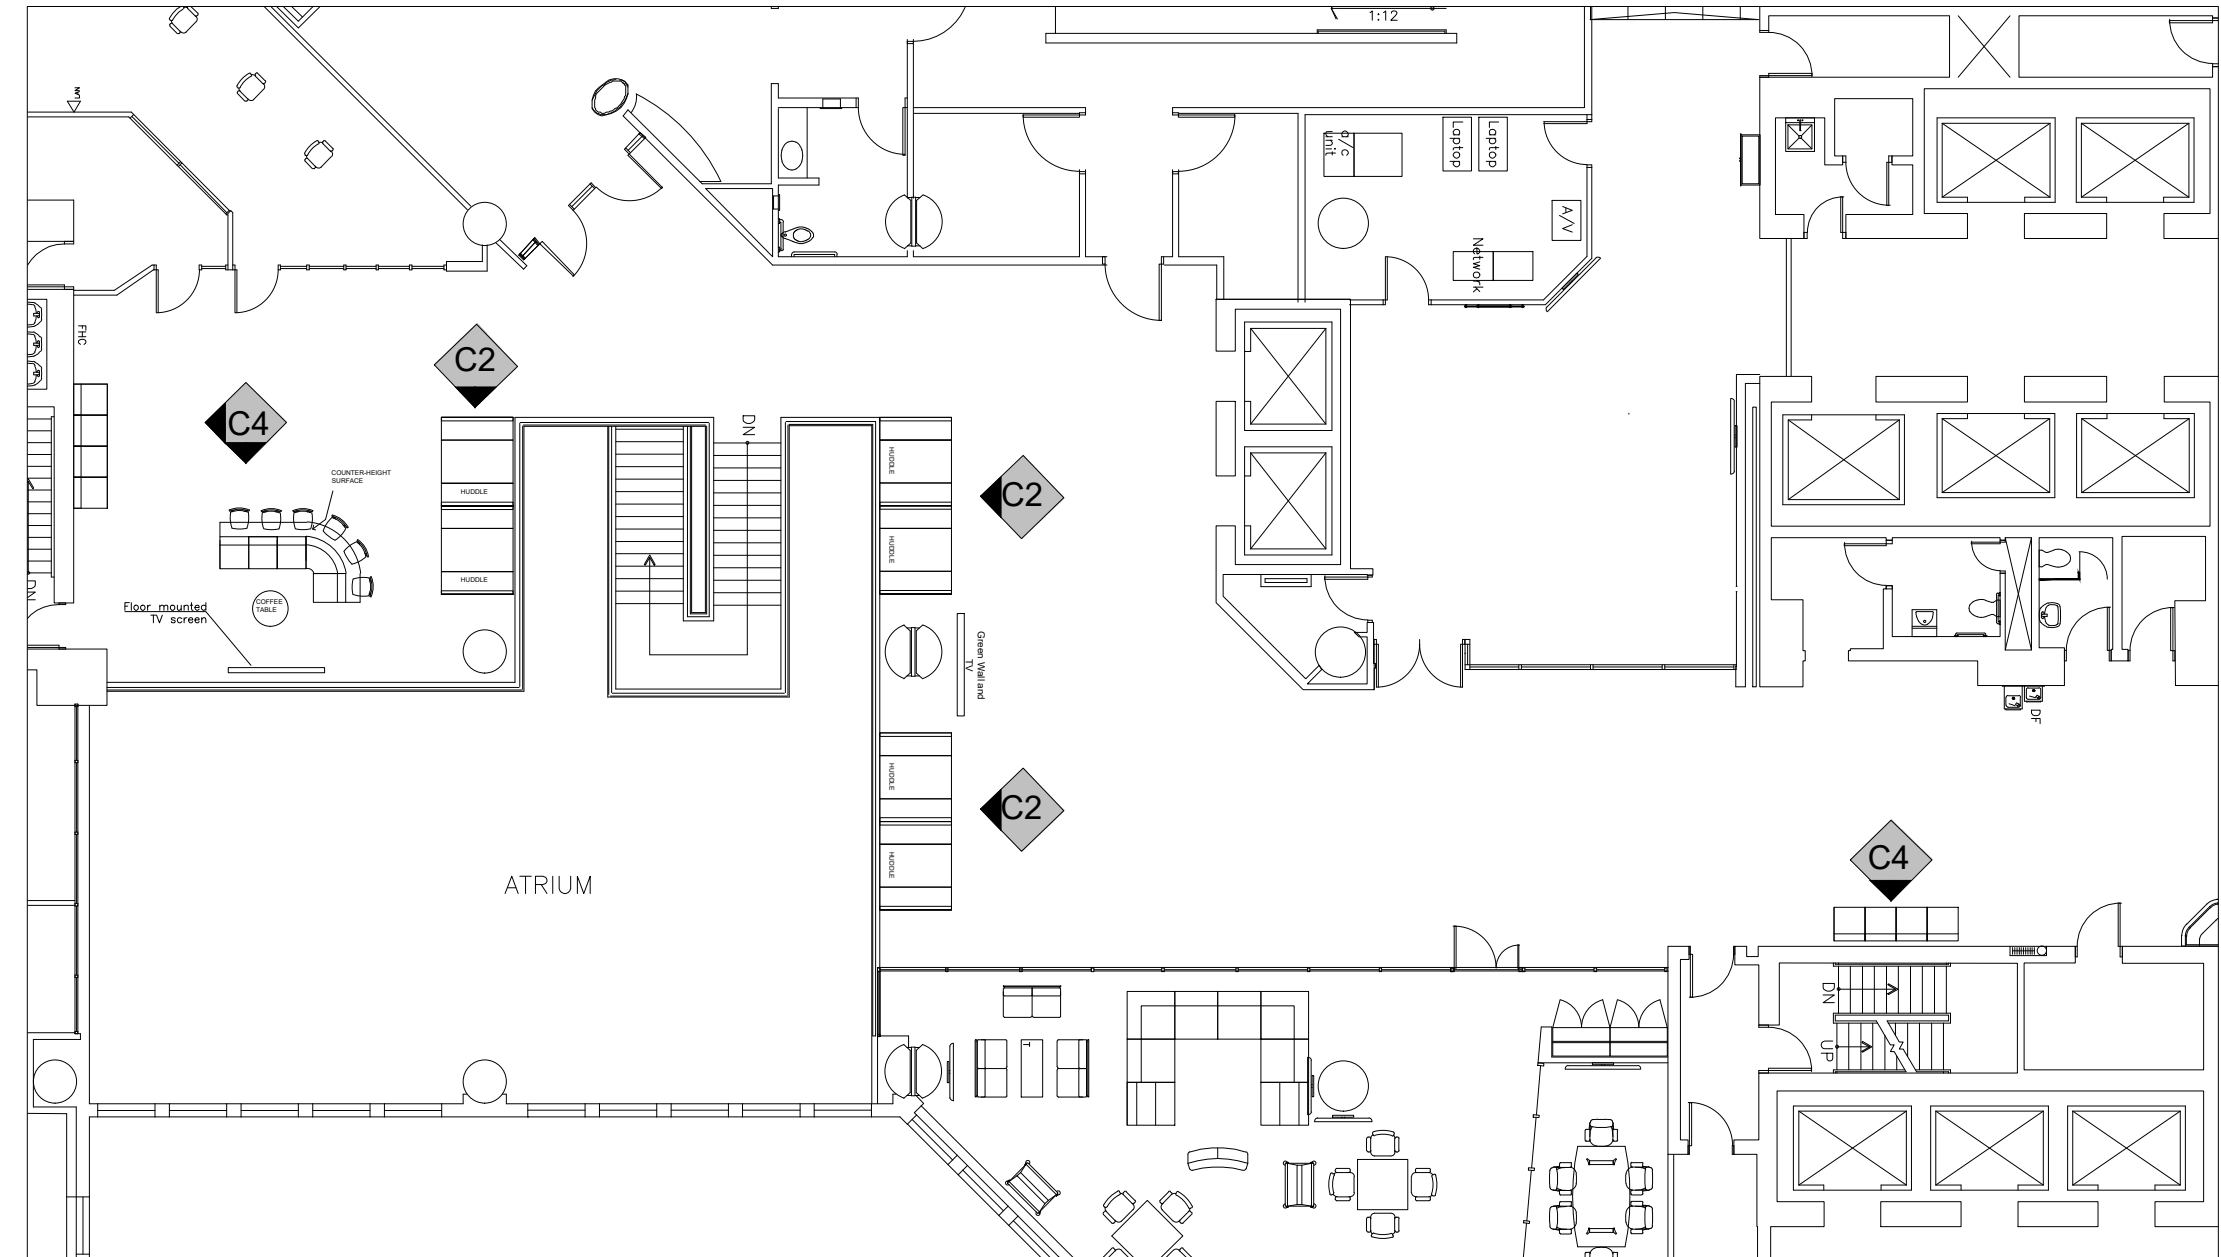 1:12
a/c
unit
Laptop
Laptop
A/V
Network
FHC
C2
C4
DN
COUNTER-HEIGHT
SURFACE
HUDDLE
HUDDLE
HUDDLE
HUDDLE
C2
DN
COFFEE
TABLE
Floor mounted
TV screen
Green Wall and
TV
DF
HUDDLE
HUDDLE
C2
C4
ATRIUM
DN
UP
T